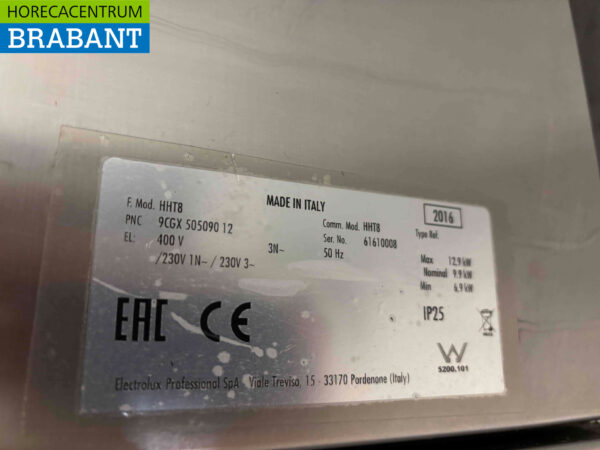 HORECACENTRUM
BRABANT
F. Mod. HHT8
MADE IN ITALY
Comm. Mod. HHT8
2016
PNC 9CGX 505090 12
Ser. No. 61610008
Type Ref.
EL: 400 V 3N~ 50 Hz
/230V 1N~ / 230V 3~
Max 12.9 kW
Nominal 9.9 kW
Min 6.9 kW
IP25
EAC CE
W
5200.101
Electrolux Professional SpA - Viale Treviso, 15 - 33170 Pordenone (Italy)